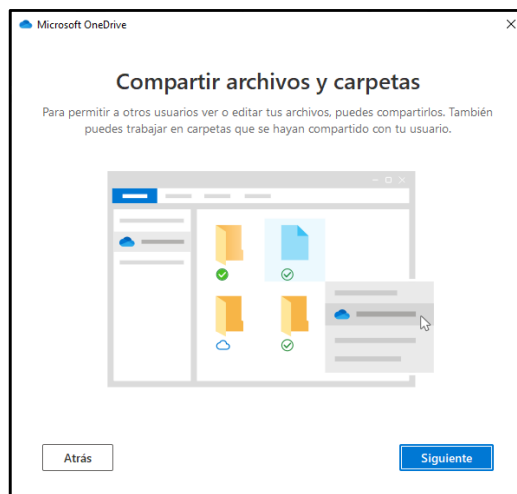 Microsoft OneDrive
Compartir archivos y carpetas
Para permitir a otros usuarios ver o editar tus archivos, puedes compartirlos. También
puedes trabajar en carpetas que se hayan compartido con tu usuario.
Atrás
Siguiente